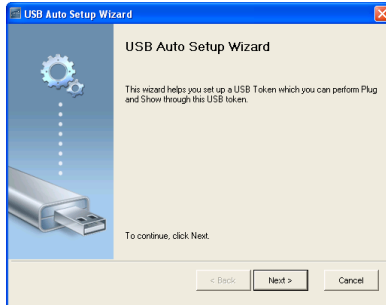 USB Auto Setup Wizard
USB Auto Setup Wizard
This wizard helps you set up a USB Token which you can perform Plug
and Show through this USB token.
To continue, click Next.
< Back
Next >
Cancel